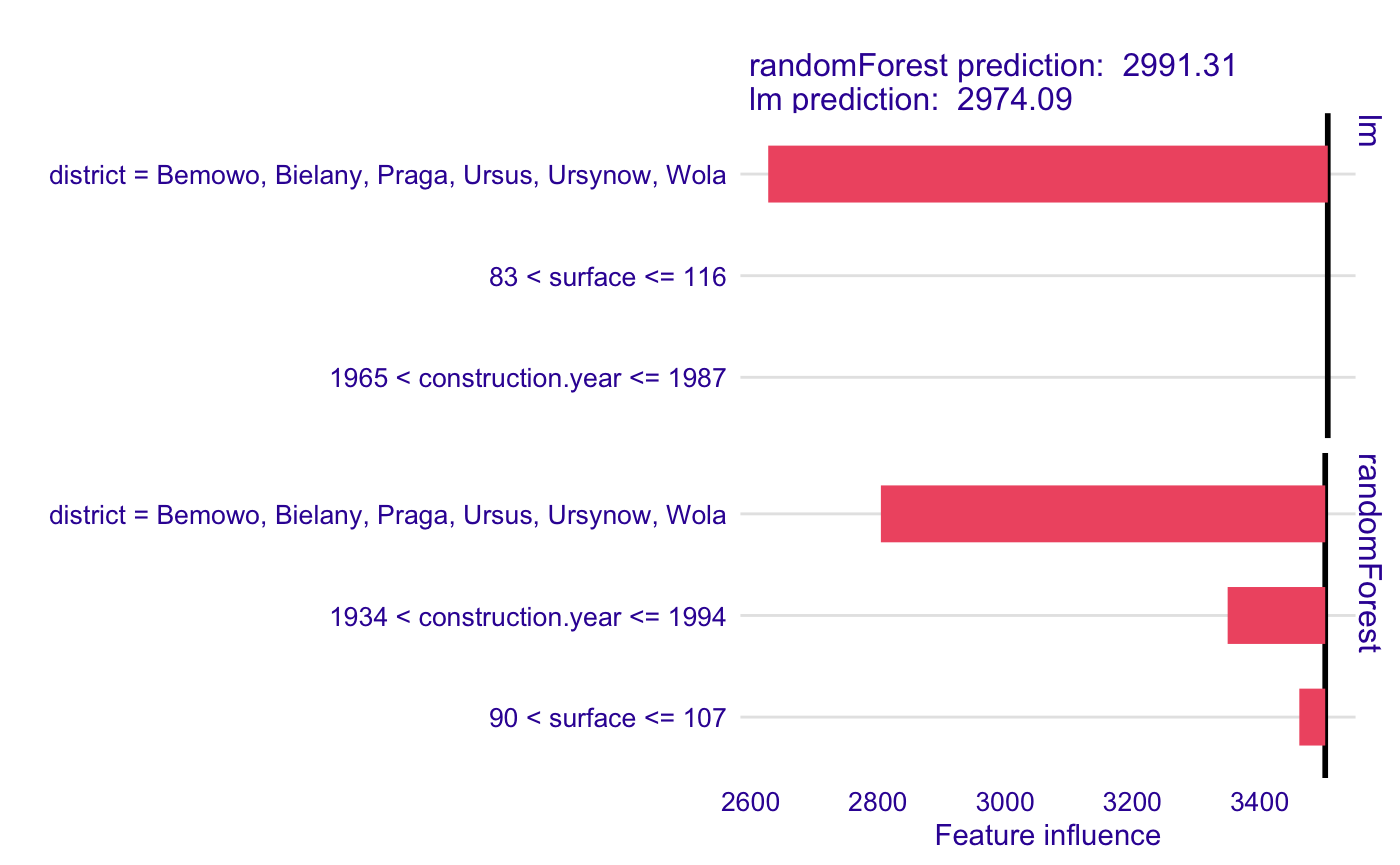 randomForest prediction:  2991.31
lm prediction:  2974.09
lm
district = Bemowo, Bielany, Praga, Ursus, Ursynow, Wola
83 < surface <= 116
1965 < construction.year <= 1987
randomForest
district = Bemowo, Bielany, Praga, Ursus, Ursynow, Wola
1934 < construction.year <= 1994
90 < surface <= 107
2600 2800 3000 3200 3400
Feature influence